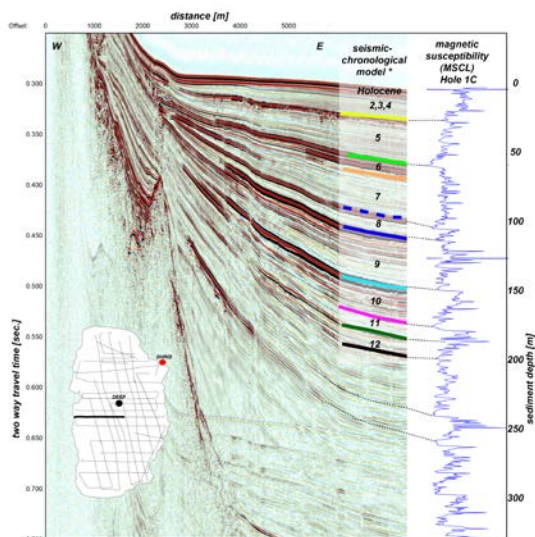 distance [m]
Offset: 0 1000 2000 3000 4000 5000
W
E
seismic-
chronological
model *
magnetic
susceptibility
(MSCL)
Hole 1C
Holocene
2,3,4
5
6
7
8
9
10
11
12
0.300
0.350
0.400
0.450
0.500
0.550
0.600
0.650
0.700
two way travel time [sec.]
DEEP
0
50
100
150
200
250
300
sediment depth [m]